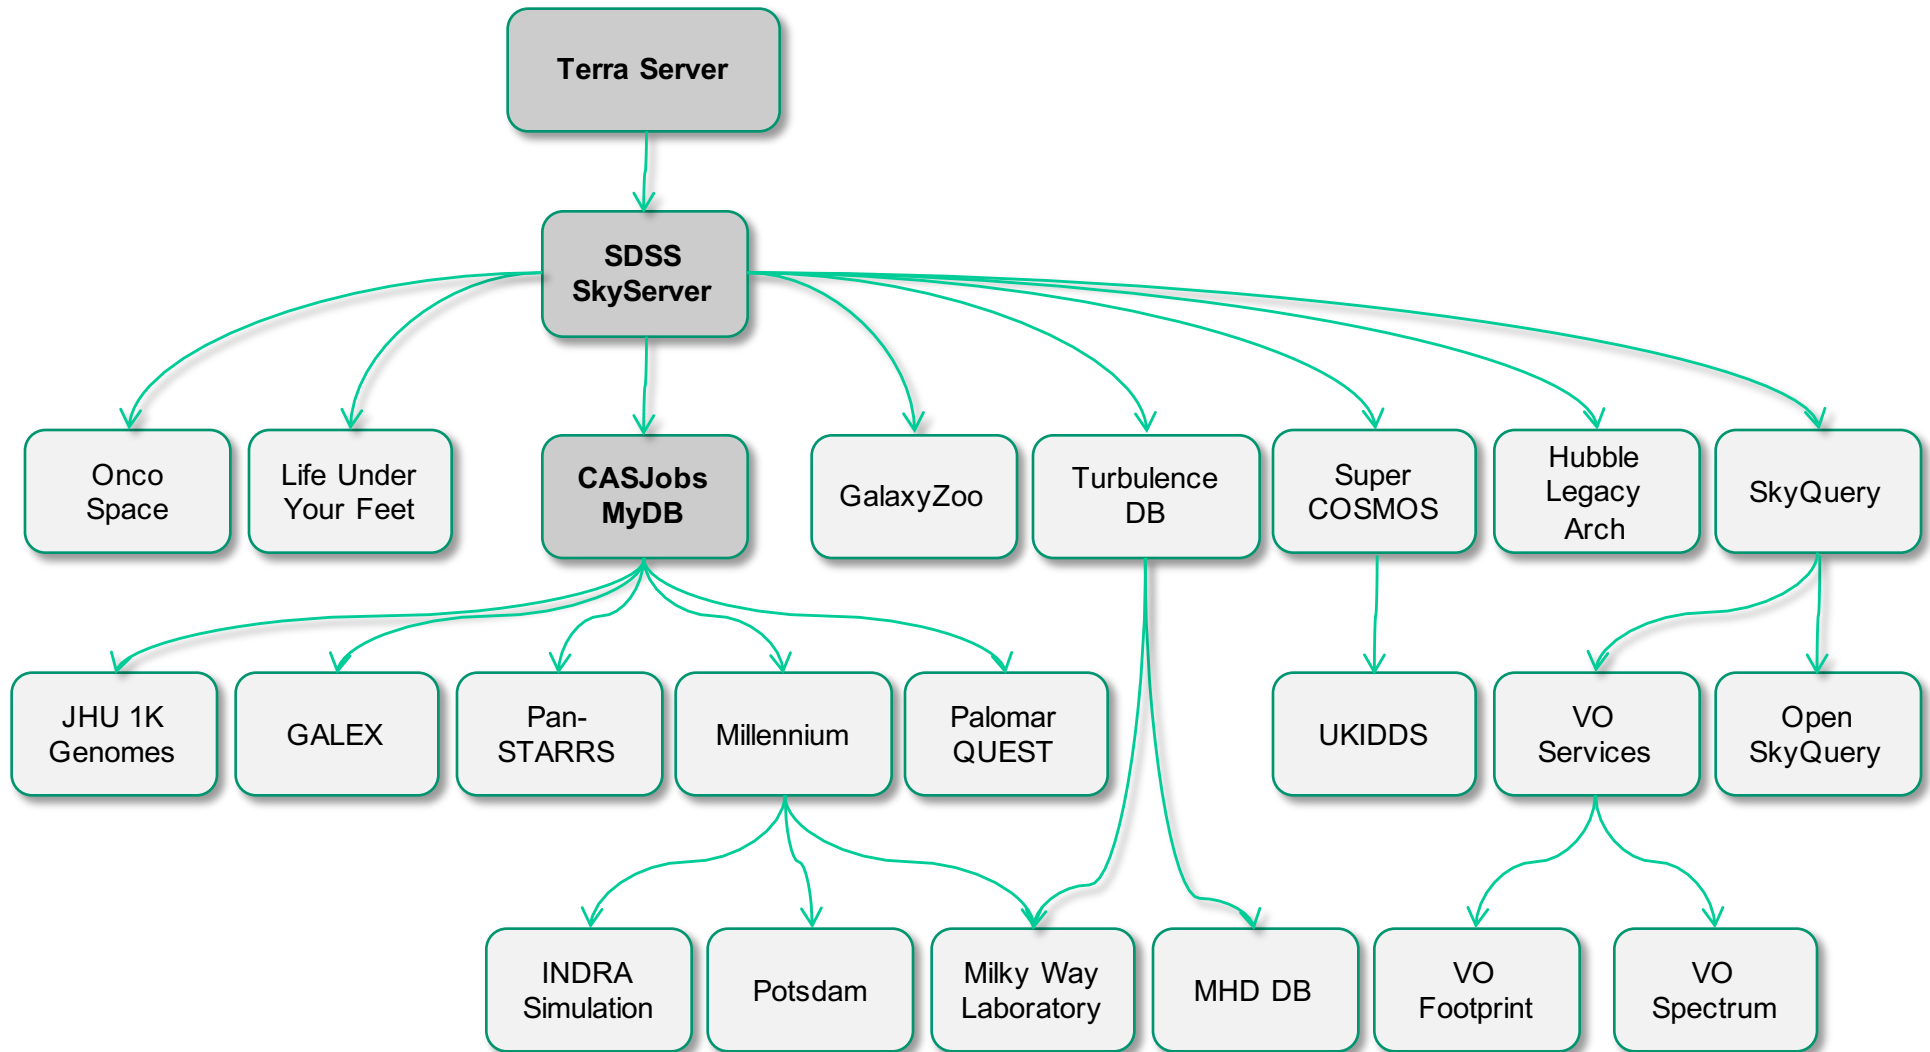 Terra Server
SDSS
SkyServer
Onco
Space
Life Under
Your Feet
CASJobs
MyDB
GalaxyZoo
Turbulence
DB
Super
COSMOS
Hubble
Legacy
Arch
SkyQuery
JHU 1K
Genomes
GALEX
Pan-
STARRS
Millennium
Palomar
QUEST
UKIDDS
VO
Services
Open
SkyQuery
INDRA
Simulation
Potsdam
Milky Way
Laboratory
MHD DB
VO
Footprint
VO
Spectrum